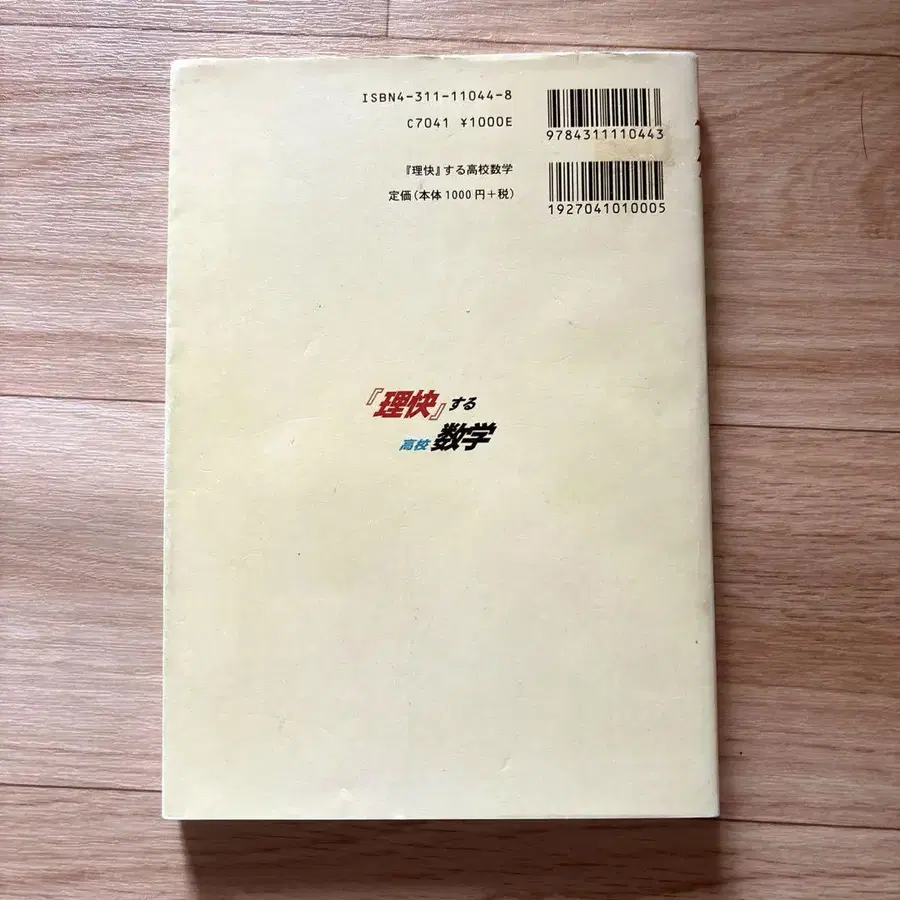 ISBN4-311-11044-8
C7041 ¥1000E
9784311110443
『理快』する高校数学
定価(本体1000円+税)
1927041010005
『理快』する
高校 数学